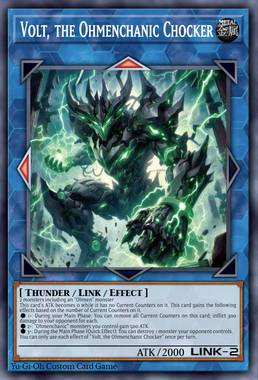 Volt, the Ohmenchanic Chocker
METAL
[ THUNDER / LINK / EFFECT ]
2 monsters including an "Ohmen" monster
This card's ATK becomes 0 while it has no Current Counters on it. This card gains the following
effects based on the number of Current Counters on it.
● 1+: During your Main Phase: You can remove all Current Counters on this card; inflict 300
damage to your opponent for each.
● 2+: "Ohmenchanic" monsters you control gain 500 ATK.
● 3+: During the Main Phase (Quick Effect): You can destroy 1 monster your opponent controls.
You can only use each effect of "Volt, the Ohmenchanic Chocker" once per turn.
ATK/2000 LINK-2
Yu-Gi-Oh Custom Card Game